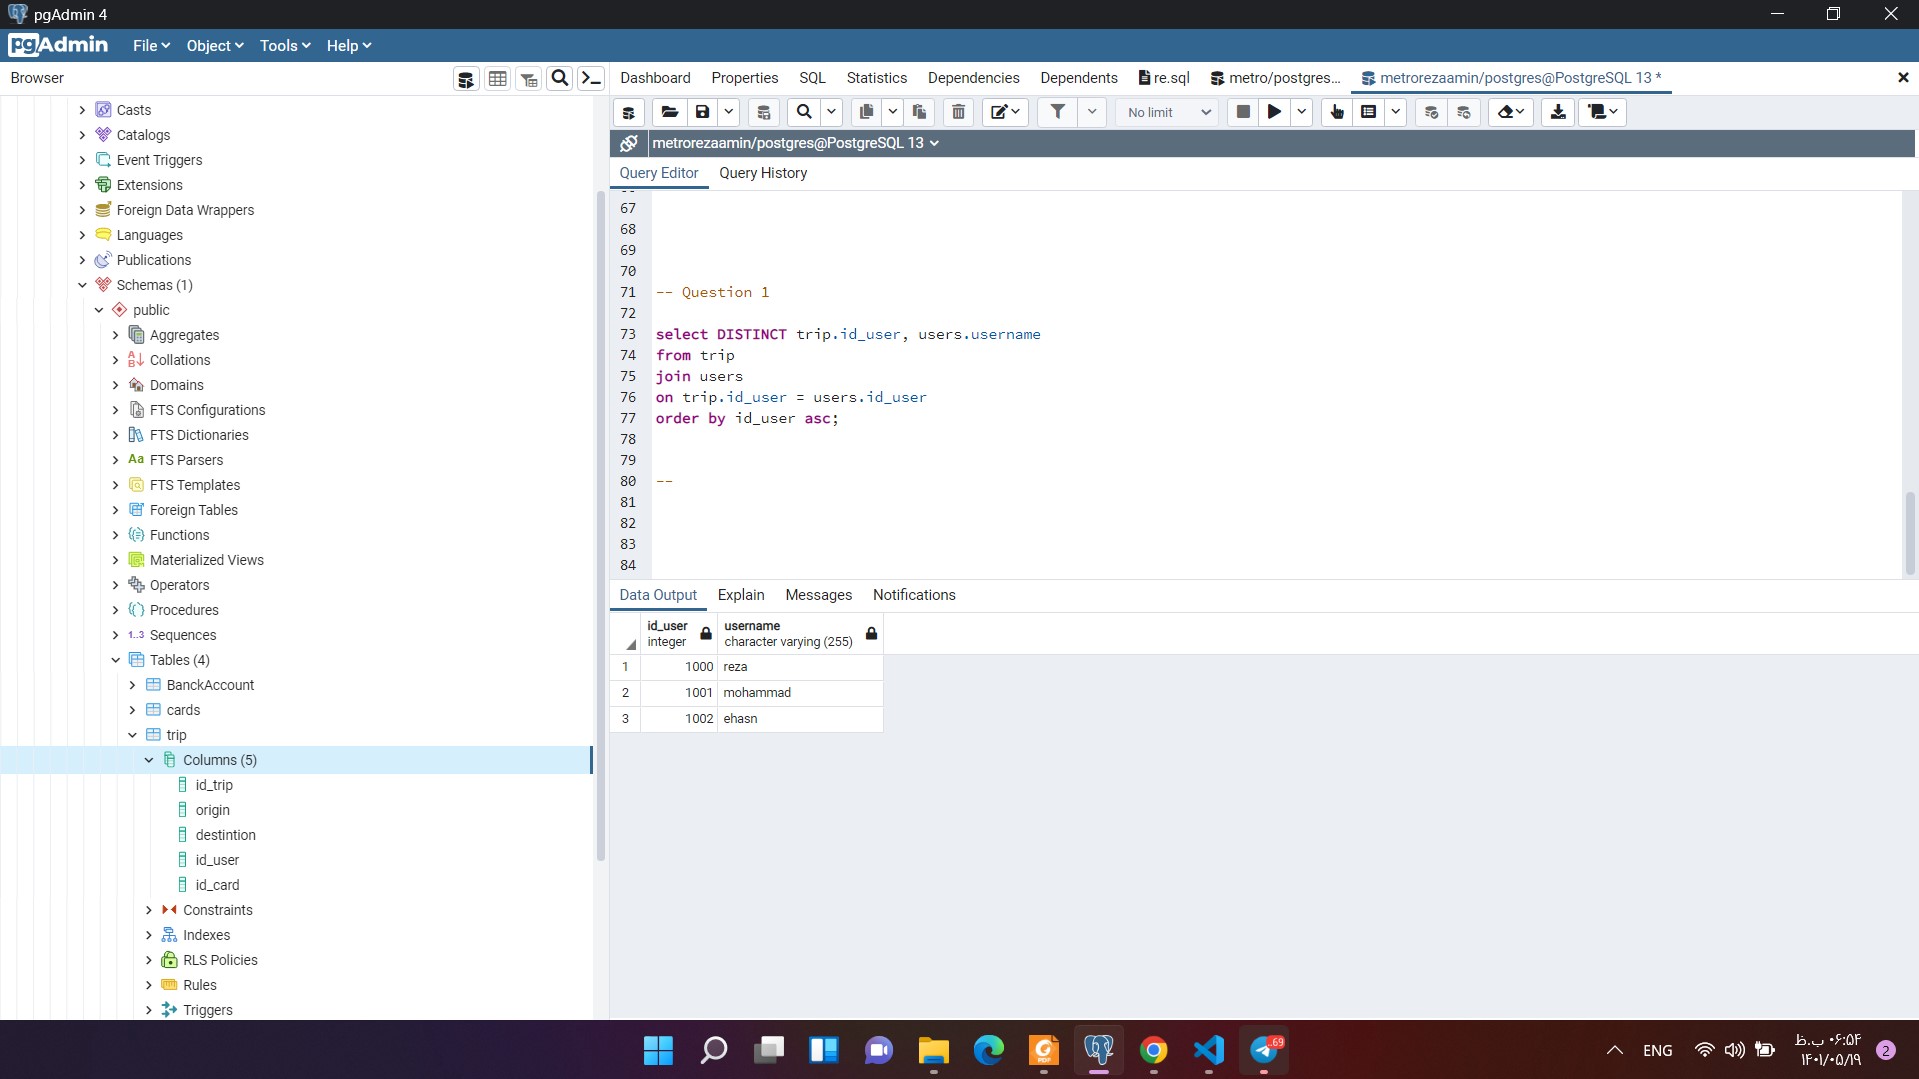 pgAdmin 4
pgAdmin File Object Tools Help
Browser
Dashboard Properties SQL Statistics Dependencies Dependents re.sql metro/postgres... metrorezaamin/postgres@PostgreSQL 13 *
No limit
metrorezaamin/postgres@PostgreSQL 13
Query Editor Query History
Casts
Catalogs
Event Triggers
Extensions
Foreign Data Wrappers
Languages
Publications
Schemas (1)
public
Aggregates
Collations
Domains
FTS Configurations
FTS Dictionaries
Aa FTS Parsers
FTS Templates
Foreign Tables
Functions
Materialized Views
Operators
Procedures
1..3 Sequences
Tables (4)
BanckAccount
cards
trip
Columns (5)
id_trip
origin
destintion
id_user
id_card
Constraints
Indexes
RLS Policies
Rules
Triggers
67
68
69
70
71 -- Question 1
72
73 select DISTINCT trip.id_user, users.username
74 from trip
75 join users
76 on trip.id_user = users.id_user
77 order by id_user asc;
78
79
80 --
81
82
83
84
Data Output Explain Messages Notifications
id_user username
integer character varying (255)
1 1000 reza
2 1001 mohammad
3 1002 ehasn
PDF
69
ENG
۰۶:۵۴ ب.ظ
۱۴۰۱/۰۵/۱۹
2